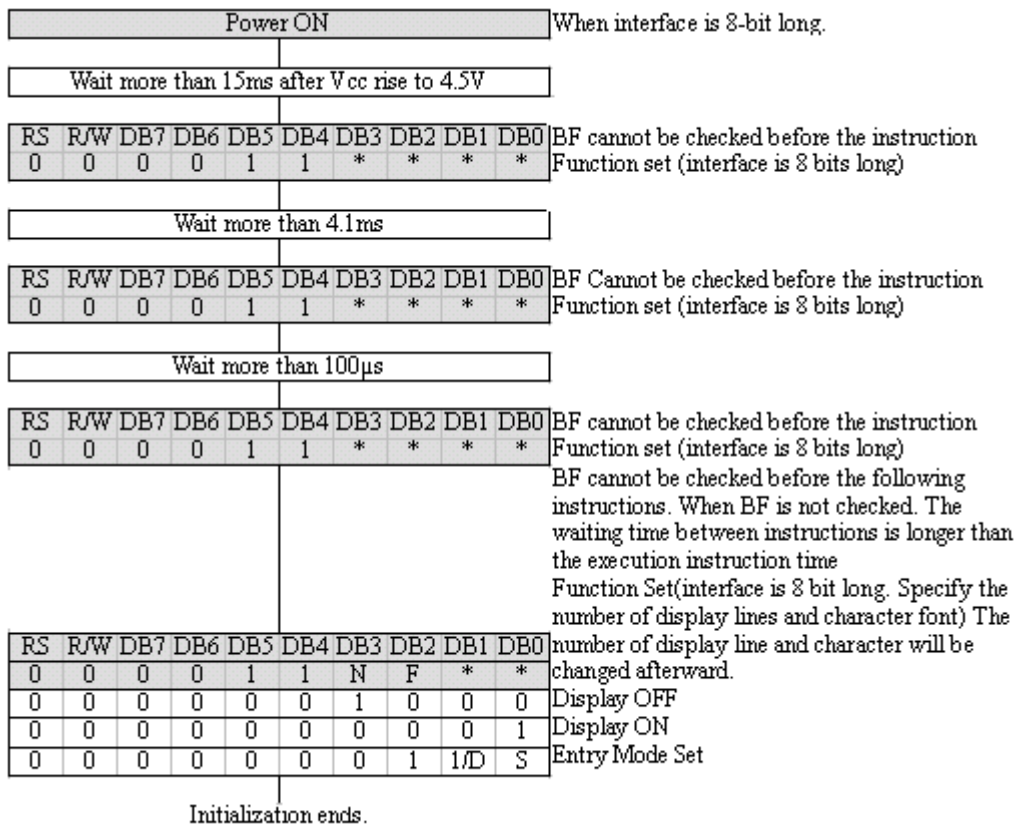 Power ON
When interface is 8-bit long.
Wait more than 15ms after Vcc rise to 4.5V
RS R/W DB7 DB6 DB5 DB4 DB3 DB2 DB1 DB0 BF cannot be checked before the instruction
0 0 0 0 1 1 * * * * Function set (interface is 8 bits long)
Wait more than 4.1ms
RS R/W DB7 DB6 DB5 DB4 DB3 DB2 DB1 DB0 BF Cannot be checked before the instruction
0 0 0 0 1 1 * * * * Function set (interface is 8 bits long)
Wait more than 100µs
RS R/W DB7 DB6 DB5 DB4 DB3 DB2 DB1 DB0 BF cannot be checked before the instruction
0 0 0 0 1 1 * * * * Function set (interface is 8 bits long)
BF cannot be checked before the following
instructions. When BF is not checked. The
waiting time between instructions is longer than
the execution instruction time
Function Set(interface is 8 bit long. Specify the
number of display lines and character font) The
RS R/W DB7 DB6 DB5 DB4 DB3 DB2 DB1 DB0 number of display line and character will be
0 0 0 0 1 1 N F * * changed afterward.
0 0 0 0 0 0 1 0 0 0 Display OFF
0 0 0 0 0 0 0 0 0 1 Display ON
0 0 0 0 0 0 0 1 1/D S Entry Mode Set
Initialization ends.